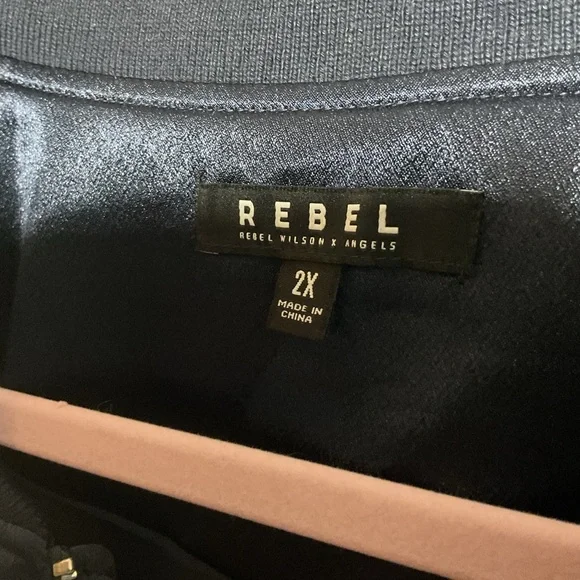 REBEL
REBEL WILSON X ANGELS
2X
MADE IN
CHINA